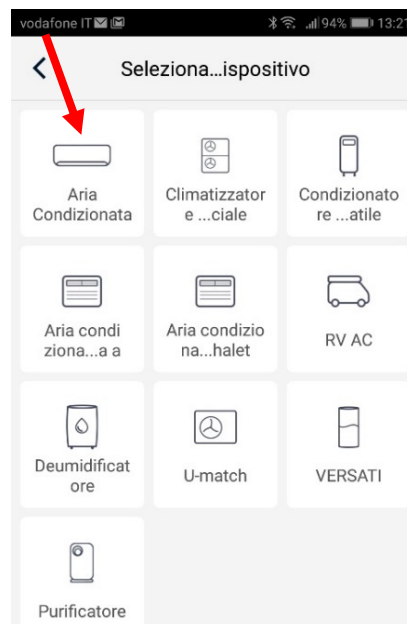 vodafone IT 94% 13:21
Seleziona...ispositivo
Aria
Condizionata
Climatizzator
e ...ciale
Condizionato
re ...atile
Aria condi
ziona...a a
Aria condizio
na...halet
RV AC
Deumidificat
ore
U-match
VERSATI
Purificatore